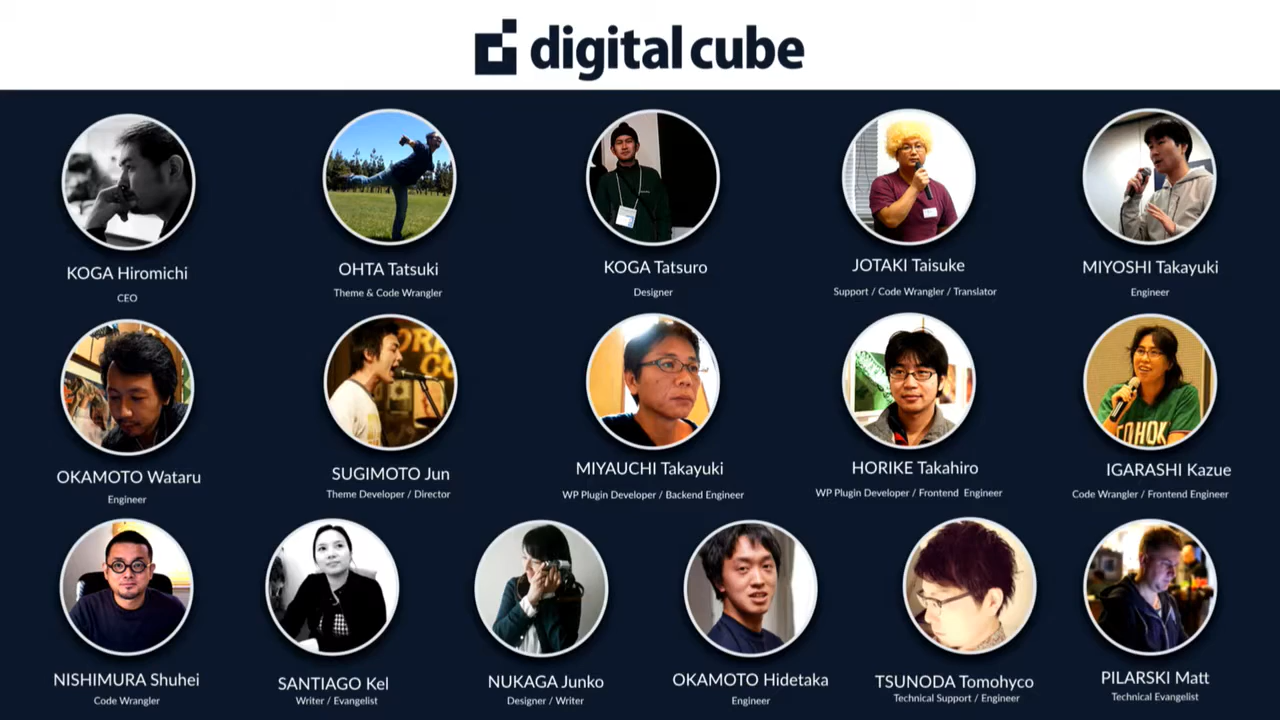 digital cube
KOGA Hiromichi
CEO
OHTA Tatsuki
Theme & Code Wrangler
KOGA Tatsuro
Designer
JOTAKI Taisuke
Support / Code Wrangler / Translator
MIYOSHI Takayuki
Engineer
OKAMOTO Wataru
Engineer
SUGIMOTO Jun
Theme Developer / Director
MIYAUCHI Takayuki
WP Plugin Developer / Backend Engineer
HORIKE Takahiro
WP Plugin Developer / Frontend Engineer
IGARASHI Kazue
Code Wrangler / Frontend Engineer
NISHIMURA Shuhei
Code Wrangler
SANTIAGO Kel
Writer / Evangelist
NUKAGA Junko
Designer / Writer
OKAMOTO Hidetaka
Engineer
TSUNODA Tomohyco
Technical Support / Engineer
PILARSKI Matt
Technical Evangelist